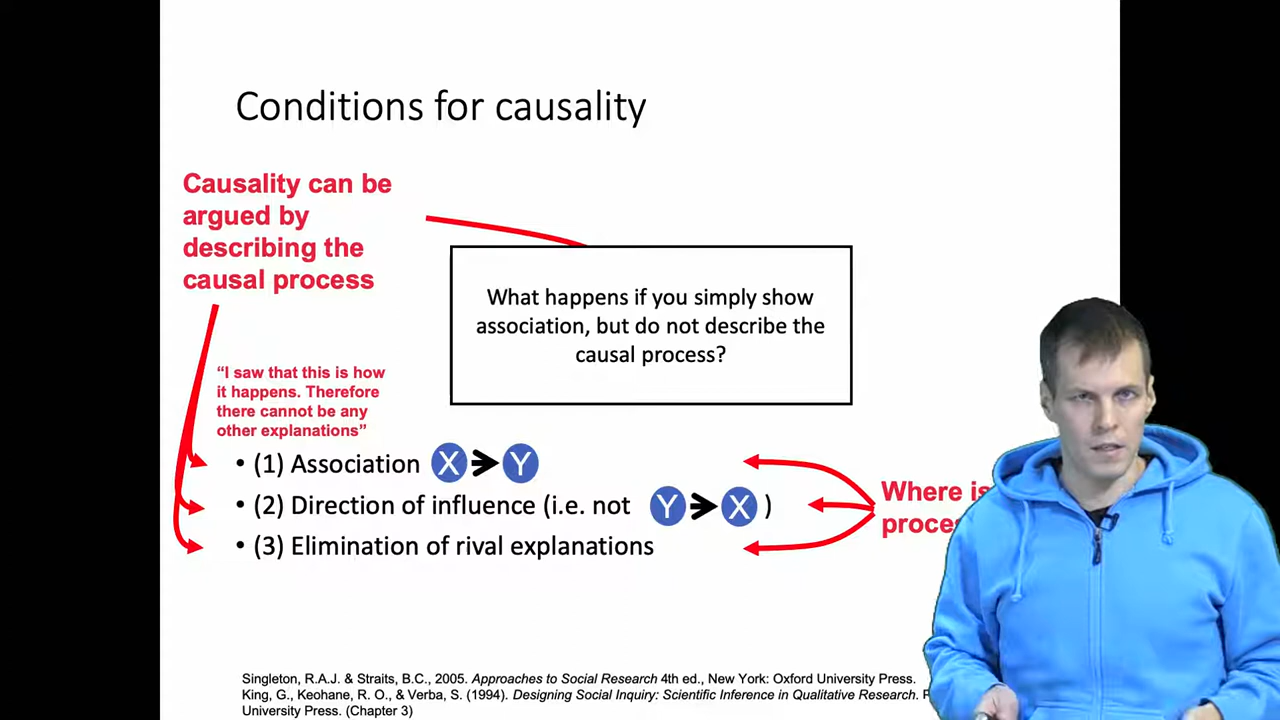 Conditions for causality
Causality can be
argued by
describing the
causal process
What happens if you simply show
association, but do not describe the
causal process?
“I saw that this is how
it happens. Therefore
there cannot be any
other explanations”
• (1) Association X > Y
• (2) Direction of influence (i.e. not Y > X )
• (3) Elimination of rival explanations
Where is
Singleton, R.A.J. & Straits, B.C., 2005. Approaches to Social Research 4th ed., New York: Oxford University Press.
King, G., Keohane, R. O., & Verba, S. (1994). Designing Social Inquiry: Scientific Inference in Qualitative Research.
University Press. (Chapter 3)